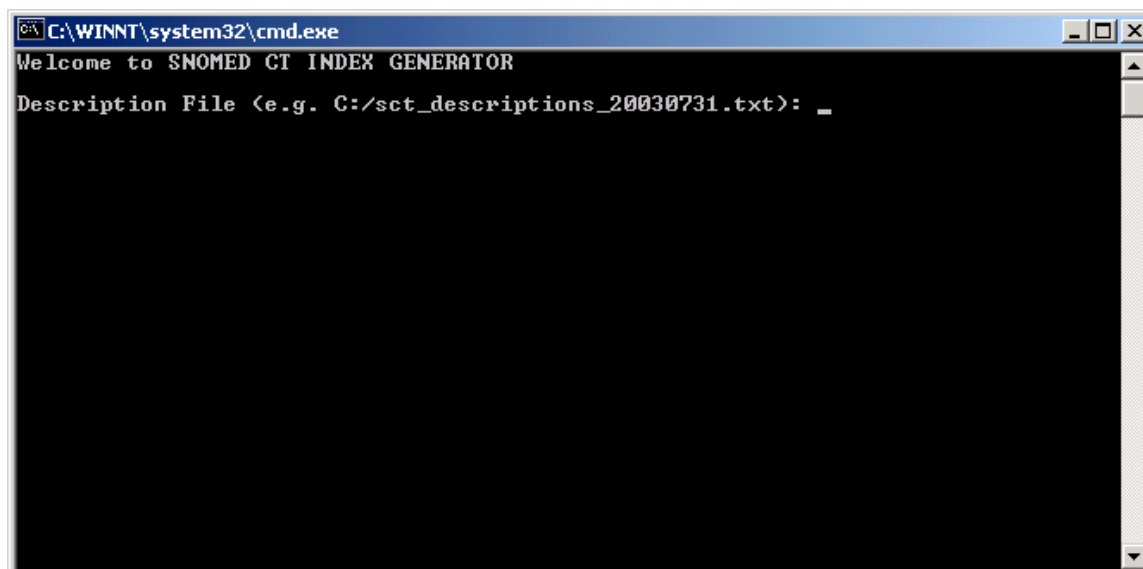 C:\WINNT\system32\cmd.exe
Welcome to SNOMED CT INDEX GENERATOR
Description File (e.g. C:/sct_descriptions_20030731.txt): _